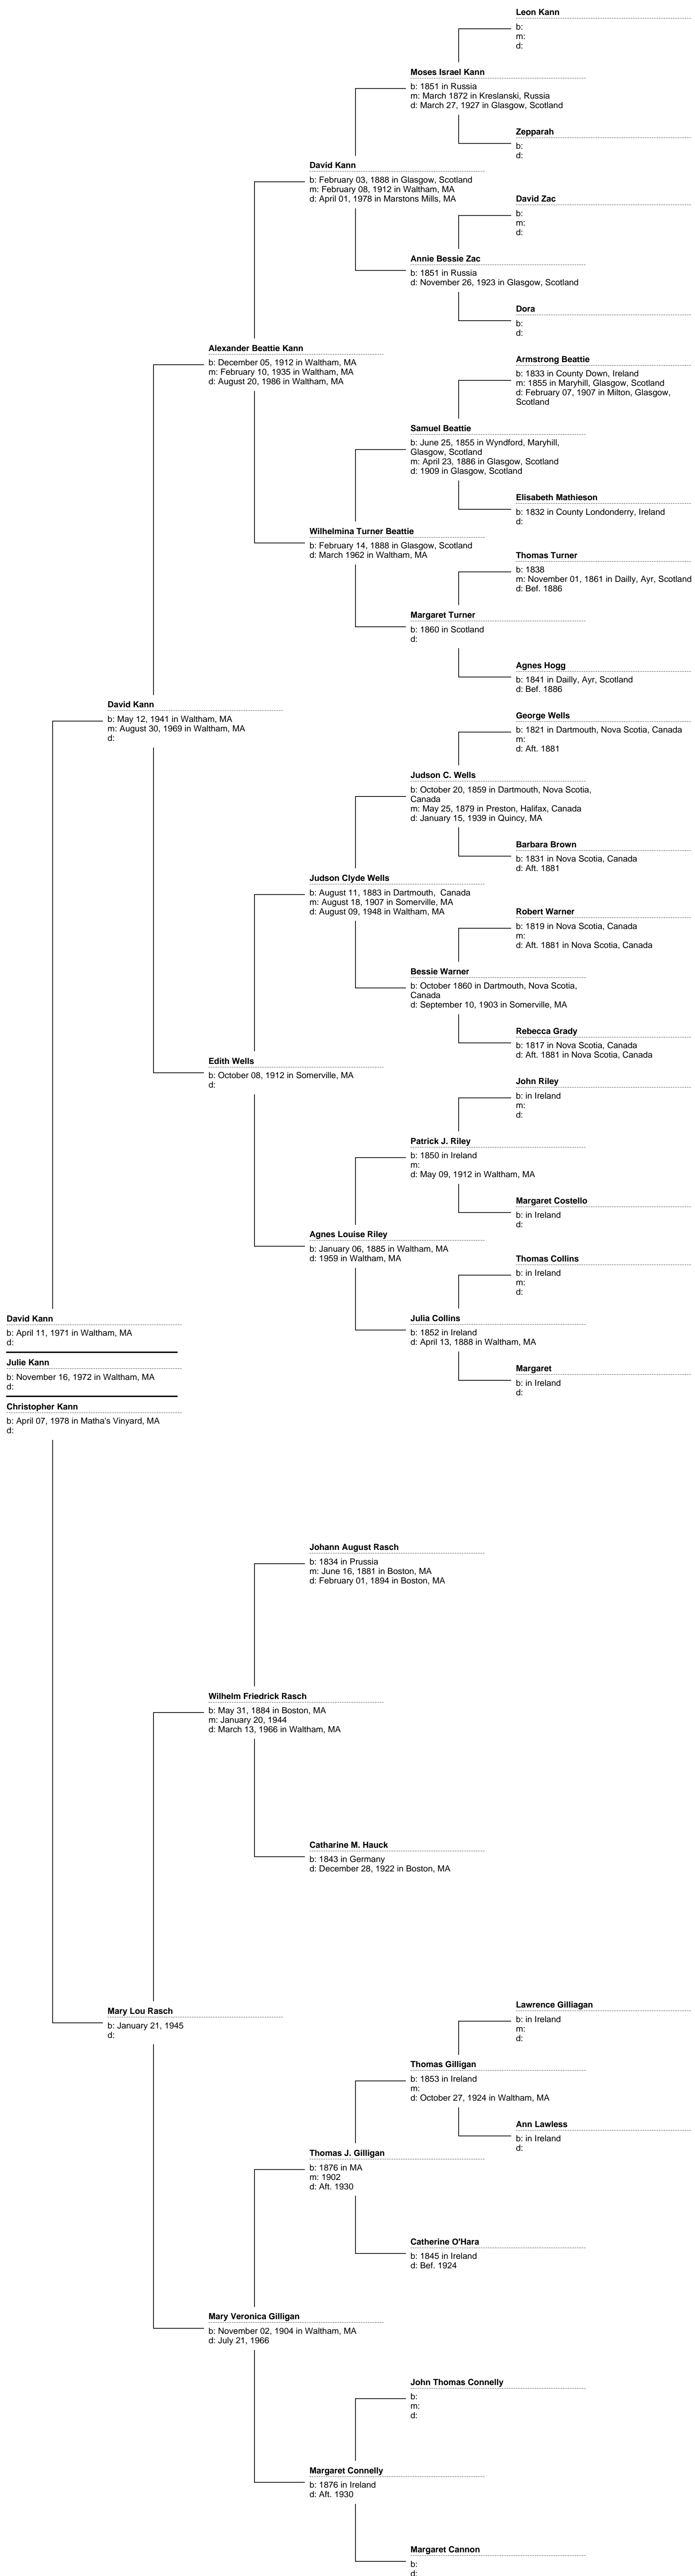 Leon Kann
b:
m:
d:
Moses Israel Kann
b: 1851 in Russia
m: March 1872 in Kreslanski, Russia
d: March 27, 1927 in Glasgow, Scotland
Zepparah
b:
d:
David Kann
b: February 03, 1888 in Glasgow, Scotland
m: February 08, 1912 in Waltham, MA
d: April 01, 1978 in Marstons Mills, MA
David Zac
b:
m:
d:
Annie Bessie Zac
b: 1851 in Russia
d: November 26, 1923 in Glasgow, Scotland
Dora
b:
d:
Alexander Beattie Kann
b: December 05, 1912 in Waltham, MA
m: February 10, 1935 in Waltham, MA
d: August 20, 1986 in Waltham, MA
Armstrong Beattie
b: 1833 in County Down, Ireland
m: 1855 in Maryhill, Glasgow, Scotland
d: February 07, 1907 in Milton, Glasgow,
Scotland
Samuel Beattie
b: June 25, 1855 in Wyndford, Maryhill,
Glasgow, Scotland
m: April 23, 1886 in Glasgow, Scotland
d: 1909 in Glasgow, Scotland
Elisabeth Mathieson
b: 1832 in County Londonderry, Ireland
d:
Wilhelmina Turner Beattie
b: February 14, 1888 in Glasgow, Scotland
d: March 1962 in Waltham, MA
Thomas Turner
b: 1838
m: November 01, 1861 in Dailly, Ayr, Scotland
d: Bef. 1886
Margaret Turner
b: 1860 in Scotland
d:
Agnes Hogg
b: 1841 in Dailly, Ayr, Scotland
d: Bef. 1886
David Kann
b: May 12, 1941 in Waltham, MA
m: August 30, 1969 in Waltham, MA
d:
George Wells
b: 1821 in Dartmouth, Nova Scotia, Canada
m:
d: Aft. 1881
Judson C. Wells
b: October 20, 1859 in Dartmouth, Nova Scotia,
Canada
m: May 25, 1879 in Preston, Halifax, Canada
d: January 15, 1939 in Quincy, MA
Barbara Brown
b: 1831 in Nova Scotia, Canada
d: Aft. 1881
Judson Clyde Wells
b: August 11, 1883 in Dartmouth,  Canada
m: August 18, 1907 in Somerville, MA
d: August 09, 1948 in Waltham, MA
Robert Warner
b: 1819 in Nova Scotia, Canada
m:
d: Aft. 1881 in Nova Scotia, Canada
Bessie Warner
b: October 1860 in Dartmouth, Nova Scotia,
Canada
d: September 10, 1903 in Somerville, MA
Rebecca Grady
b: 1817 in Nova Scotia, Canada
d: Aft. 1881 in Nova Scotia, Canada
Edith Wells
b: October 08, 1912 in Somerville, MA
d:
John Riley
b: in Ireland
m:
d:
Patrick J. Riley
b: 1850 in Ireland
m:
d: May 09, 1912 in Waltham, MA
Margaret Costello
b: in Ireland
d:
Agnes Louise Riley
b: January 06, 1885 in Waltham, MA
d: 1959 in Waltham, MA
Thomas Collins
b: in Ireland
m:
d:
Julia Collins
b: 1852 in Ireland
d: April 13, 1888 in Waltham, MA
Margaret
b: in Ireland
d:
David Kann
b: April 11, 1971 in Waltham, MA
d:
Julie Kann
b: November 16, 1972 in Waltham, MA
d:
Christopher Kann
b: April 07, 1978 in Matha's Vinyard, MA
d:
Johann August Rasch
b: 1834 in Prussia
m: June 16, 1881 in Boston, MA
d: February 01, 1894 in Boston, MA
Wilhelm Friedrick Rasch
b: May 31, 1884 in Boston, MA
m: January 20, 1944
d: March 13, 1966 in Waltham, MA
Catharine M. Hauck
b: 1843 in Germany
d: December 28, 1922 in Boston, MA
Mary Lou Rasch
b: January 21, 1945
d:
Lawrence Gilliagan
b: in Ireland
m:
d:
Thomas Gilligan
b: 1853 in Ireland
m:
d: October 27, 1924 in Waltham, MA
Ann Lawless
b: in Ireland
d:
Thomas J. Gilligan
b: 1876 in MA
m: 1902
d: Aft. 1930
Catherine O'Hara
b: 1845 in Ireland
d: Bef. 1924
Mary Veronica Gilligan
b: November 02, 1904 in Waltham, MA
d: July 21, 1966
John Thomas Connelly
b:
m:
d:
Margaret Connelly
b: 1876 in Ireland
d: Aft. 1930
Margaret Cannon
b:
d: